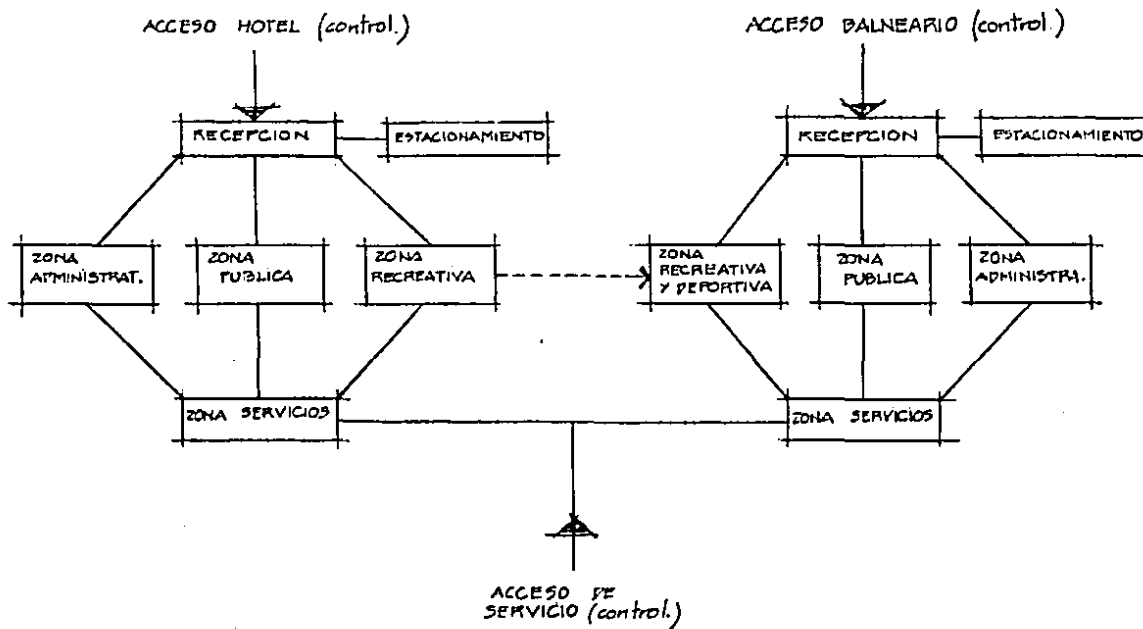 ACCESO HOTEL (control.)
ACCESO BALNEARIO (control.)
RECEPCION
ESTACIONAMIENTO
RECEPCION
ESTACIONAMIENTO
ZONA
ADMINISTRAT.
ZONA
PUBLICA
ZONA
RECREATIVA
ZONA
RECREATIVA
Y DEPORTIVA
ZONA
PUBLICA
ZONA
ADMINISTRA.
ZONA SERVICIOS
ZONA SERVICIOS
ACCESO DE
SERVICIO (control.)